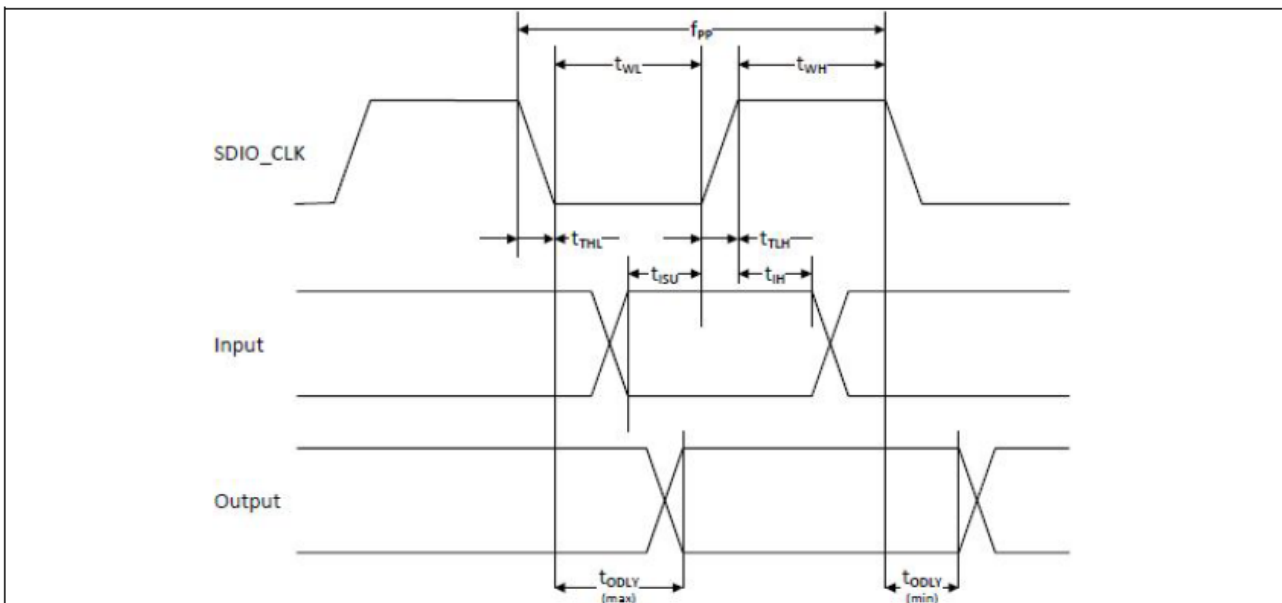 fPP
tWL
tWH
SDIO_CLK
tTHL
tTLH
tISU
tIH
Input
Output
tODLY
(max)
tODLY
(min)